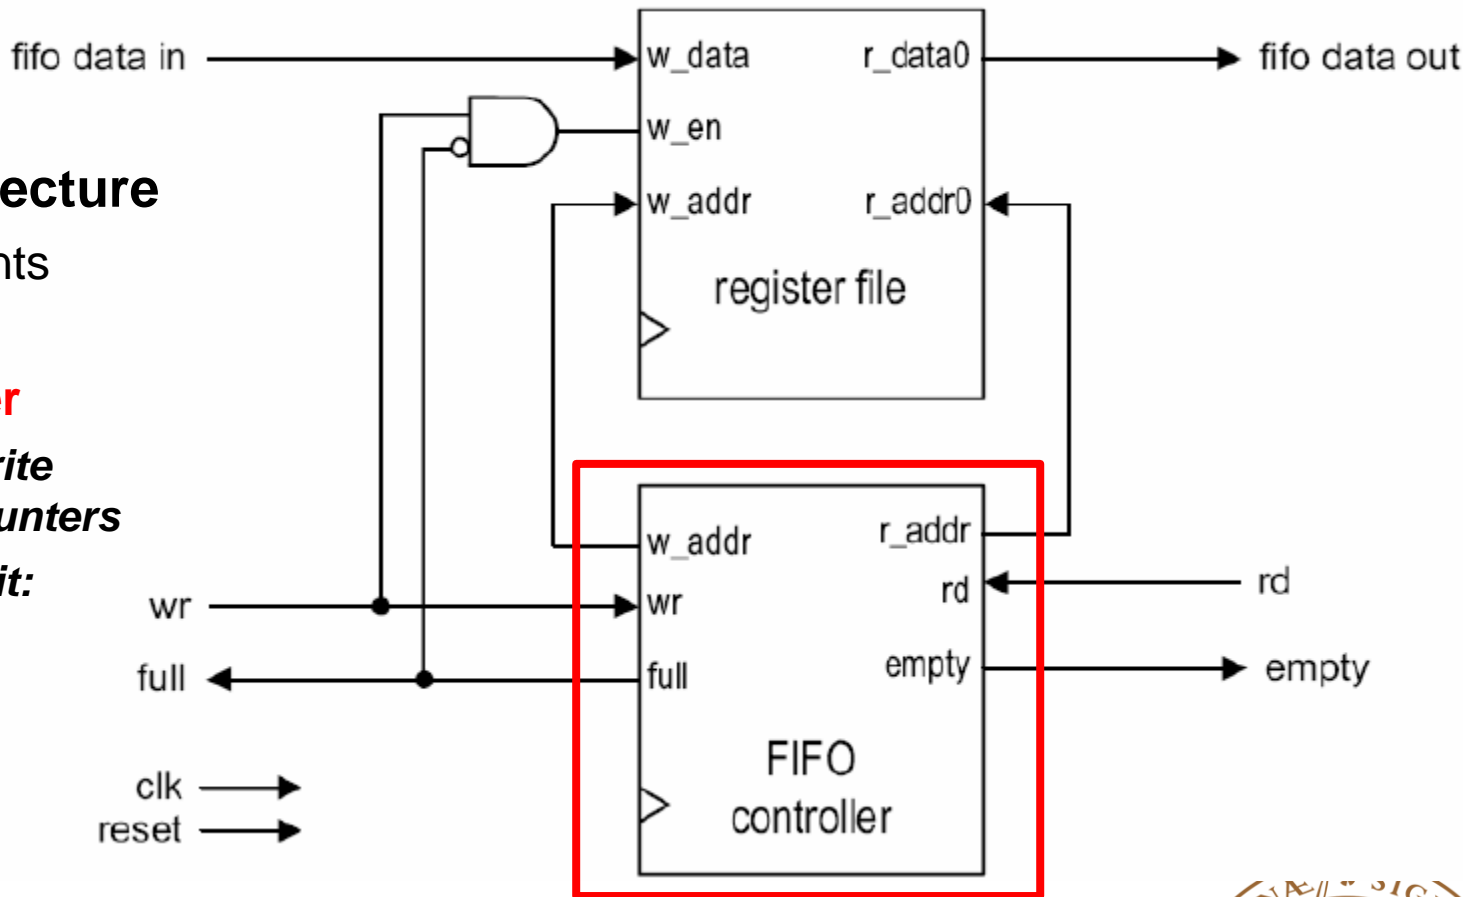 fifo data in
w_data
r_data0
fifo data out
w_en
ecture
w_addr
r_addr0
nts
register file
er
rite
unters
it:
w_addr
r_addr
wr
wr
rd
rd
full
full
empty
empty
FIFO
controller
clk
reset